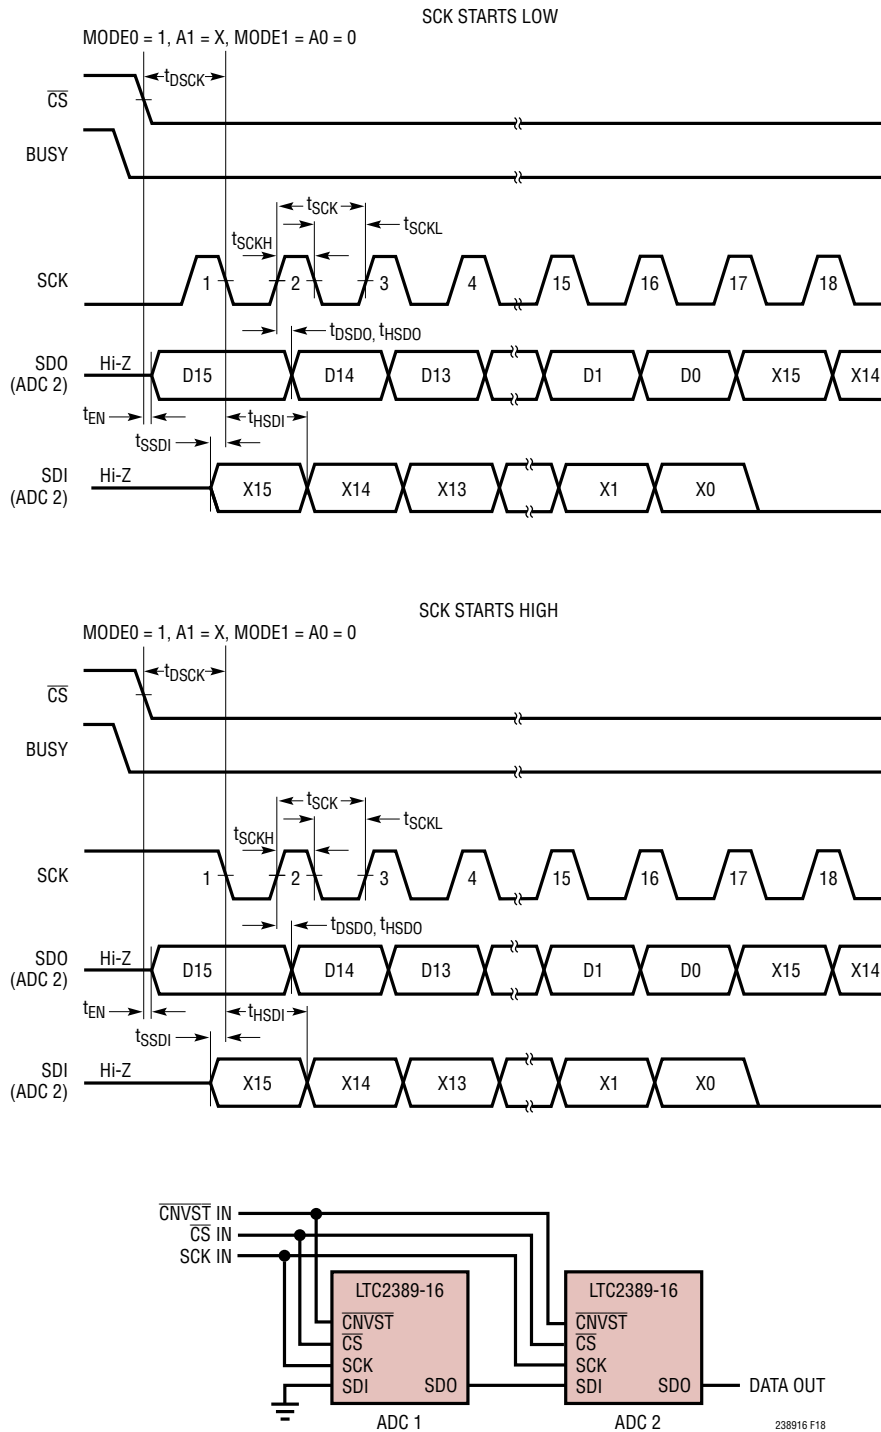 SCK STARTS LOW
MODE0 = 1, A1 = X, MODE1 = A0 = 0
tDSCK
CS
BUSY
tSCK
tSCKL
tSCKH
SCK 1 2 3 4 15 16 17 18
tDSDO, tHSDO
SDO
(ADC 2)
Hi-Z D15 D14 D13 D1 D0 X15 X14
tEN
tHSDI
tSSDI
SDI
(ADC 2)
Hi-Z X15 X14 X13 X1 X0
SCK STARTS HIGH
MODE0 = 1, A1 = X, MODE1 = A0 = 0
tDSCK
CS
BUSY
tSCK
tSCKL
tSCKH
SCK 1 2 3 4 15 16 17 18
tDSDO, tHSDO
SDO
(ADC 2)
Hi-Z D15 D14 D13 D1 D0 X15 X14
tEN
tHSDI
tSSDI
SDI
(ADC 2)
Hi-Z X15 X14 X13 X1 X0
CNVST IN
CS IN
SCK IN
LTC2389-16
CNVST
CS
SCK
SDI SDO
ADC 1
LTC2389-16
CNVST
CS
SCK
SDI SDO
ADC 2
DATA OUT
238916 F18